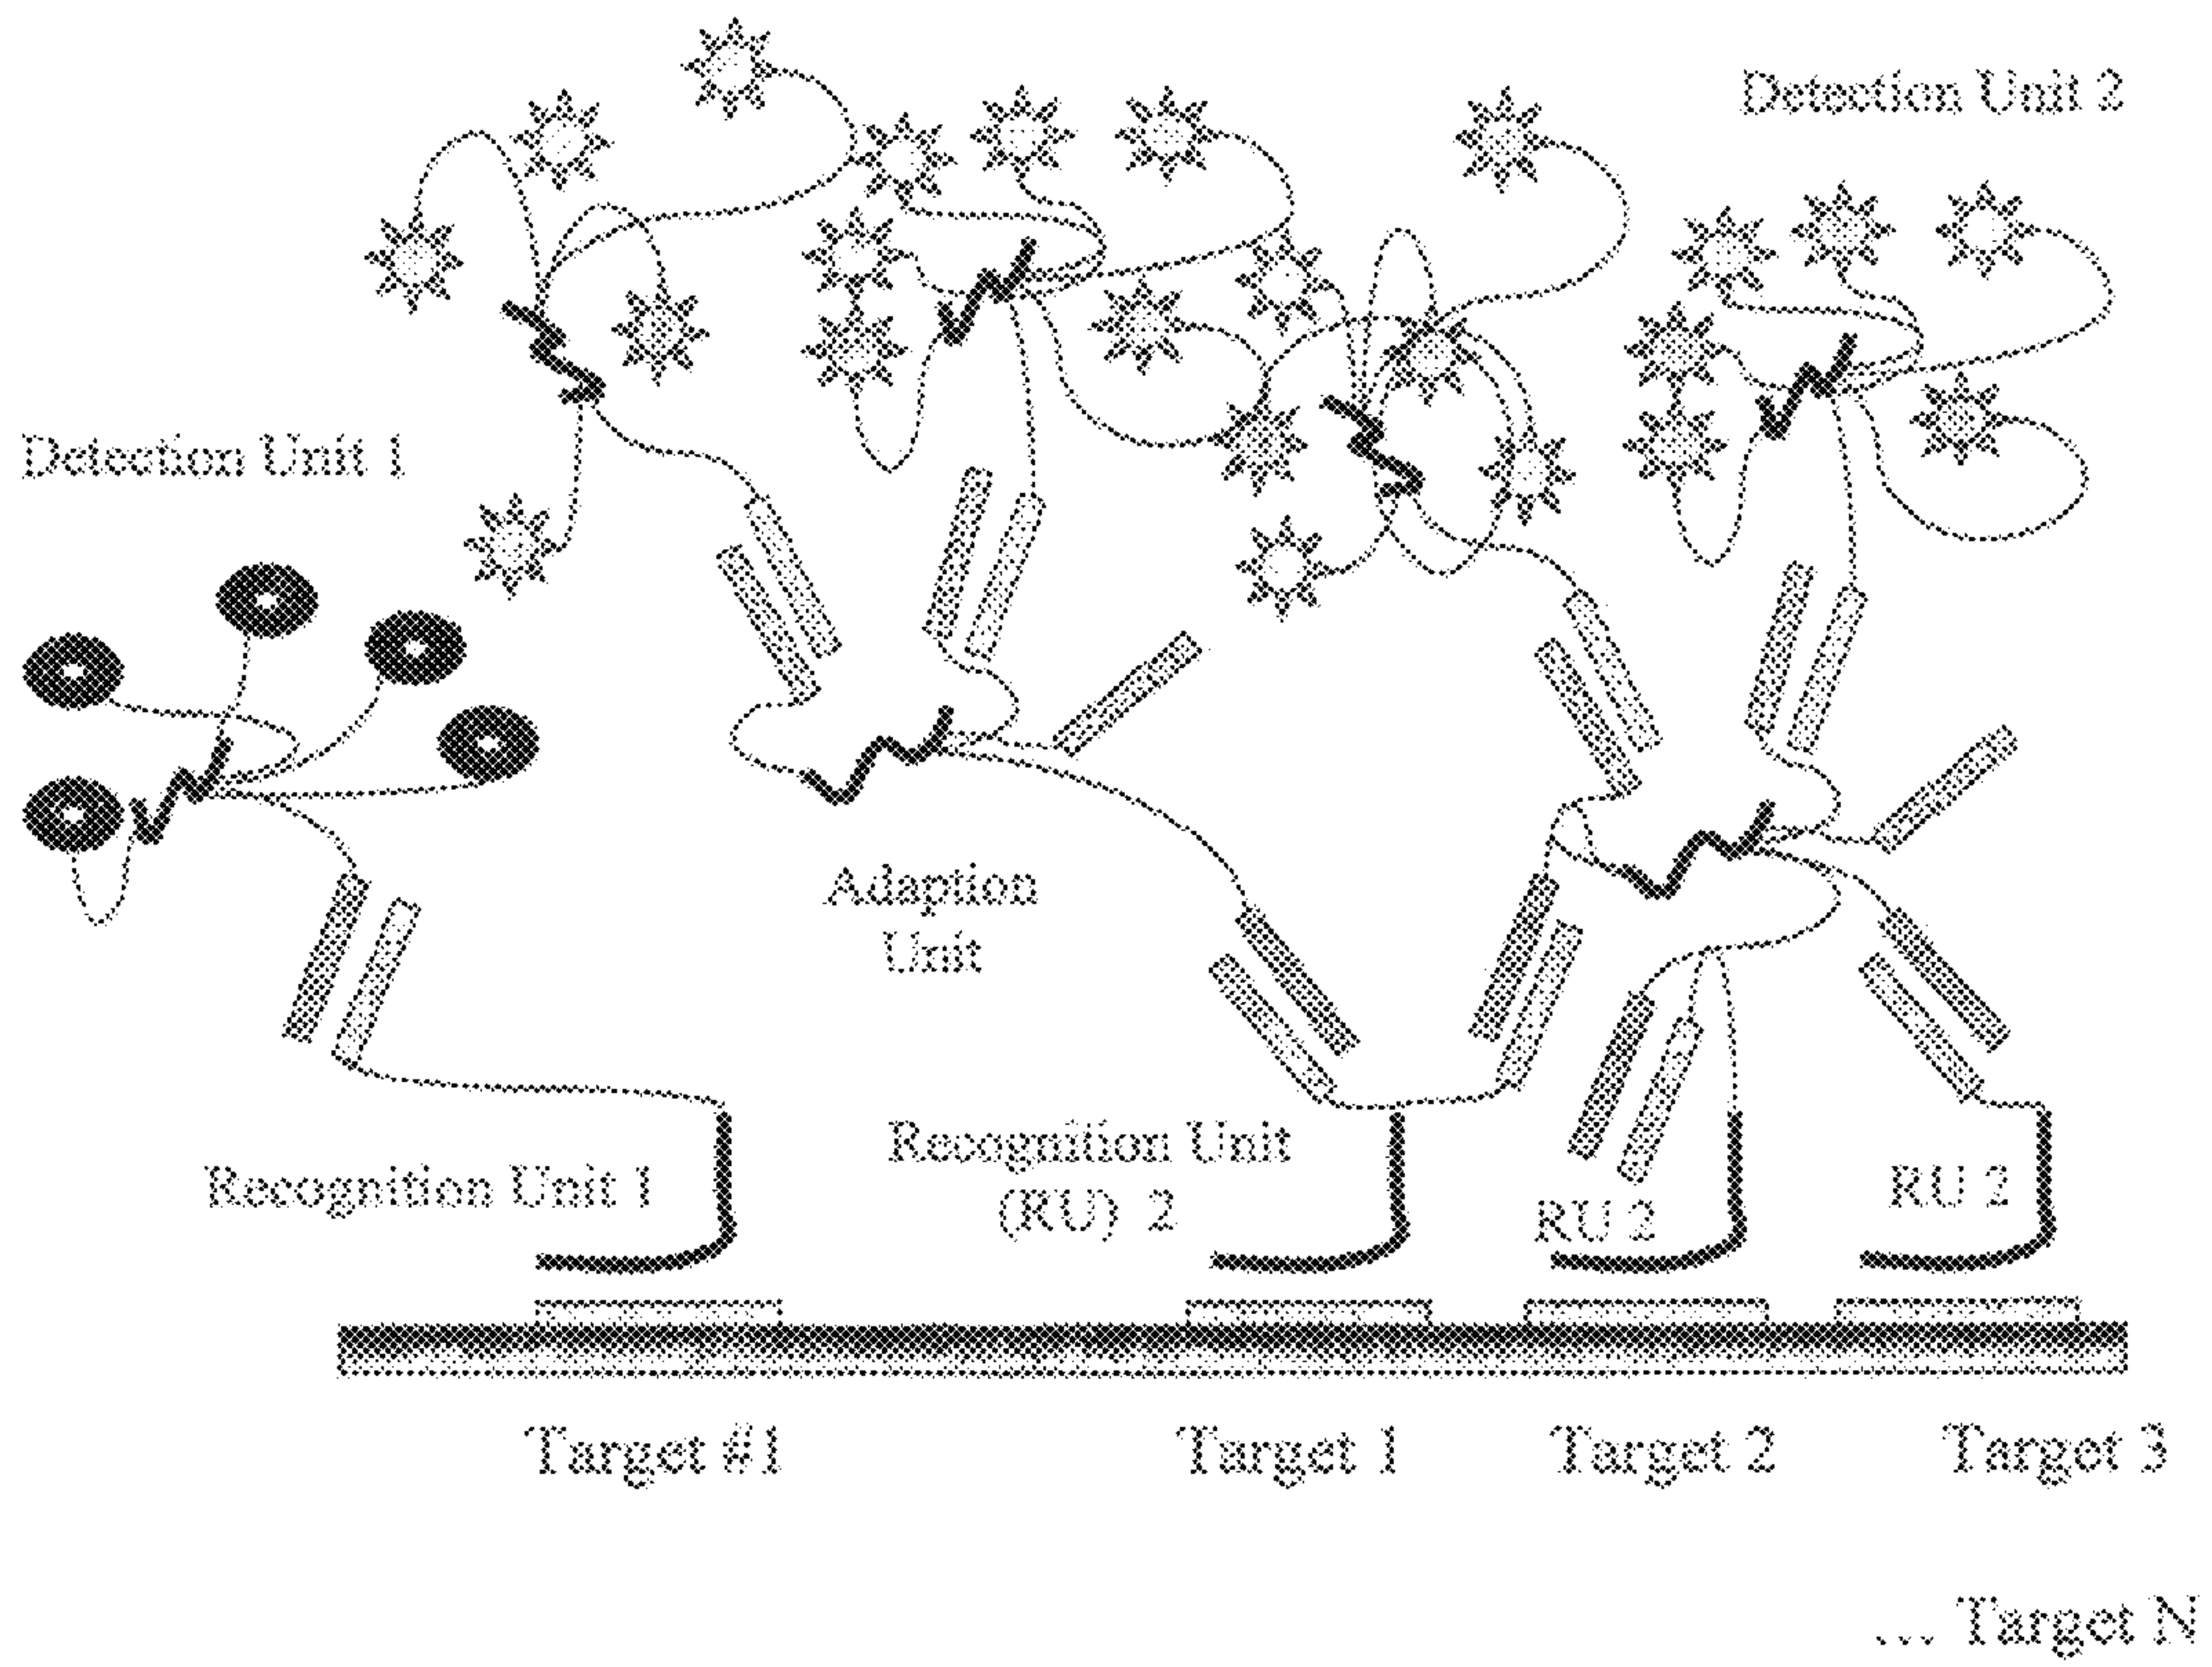 Detection Unit 2
Detection Unit 1
Adaption
Unit
Recognition Unit 1
Recognition Unit
(RU) 2
RU 2
RU 2
Target #1
Target 1
Target 2
Target 3
... Target N